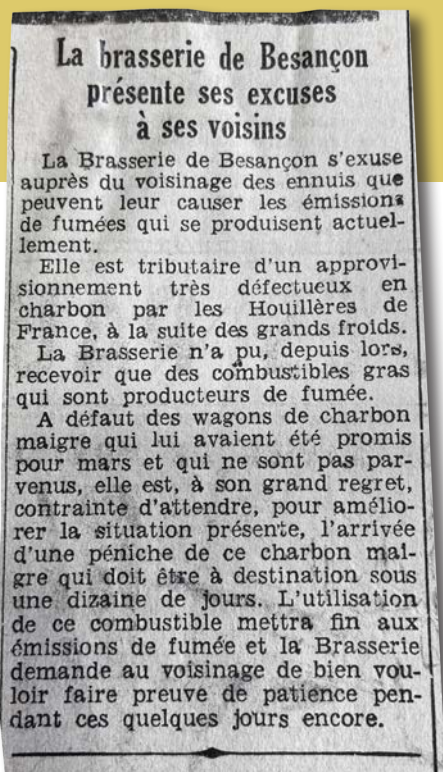 La brasserie de Besançon
présente ses excuses
à ses voisins
La Brasserie de Besançon s'excuse
auprès du voisinage des ennuis que
peuvent leur causer les émissions
de fumées qui se produisent actuel-
lement.
Elle est tributaire d'un approvi-
sionnement très défectueux en
charbon par les Houillères de
France, à la suite des grands froids.
La Brasserie n'a pu, depuis lors,
recevoir que des combustibles gras
qui sont producteurs de fumée.
A défaut des wagons de charbon
maigre qui lui avaient été promis
pour mars et qui ne sont pas par-
venus, elle est, à son grand regret,
contrainte d'attendre, pour amélio-
rer la situation présente, l'arrivée
d'une péniche de ce charbon mai-
gre qui doit être à destination sous
une dizaine de jours. L'utilisation
de ce combustible mettra fin aux
émissions de fumée et la Brasserie
demande au voisinage de bien vou-
loir faire preuve de patience pen-
dant ces quelques jours encore.